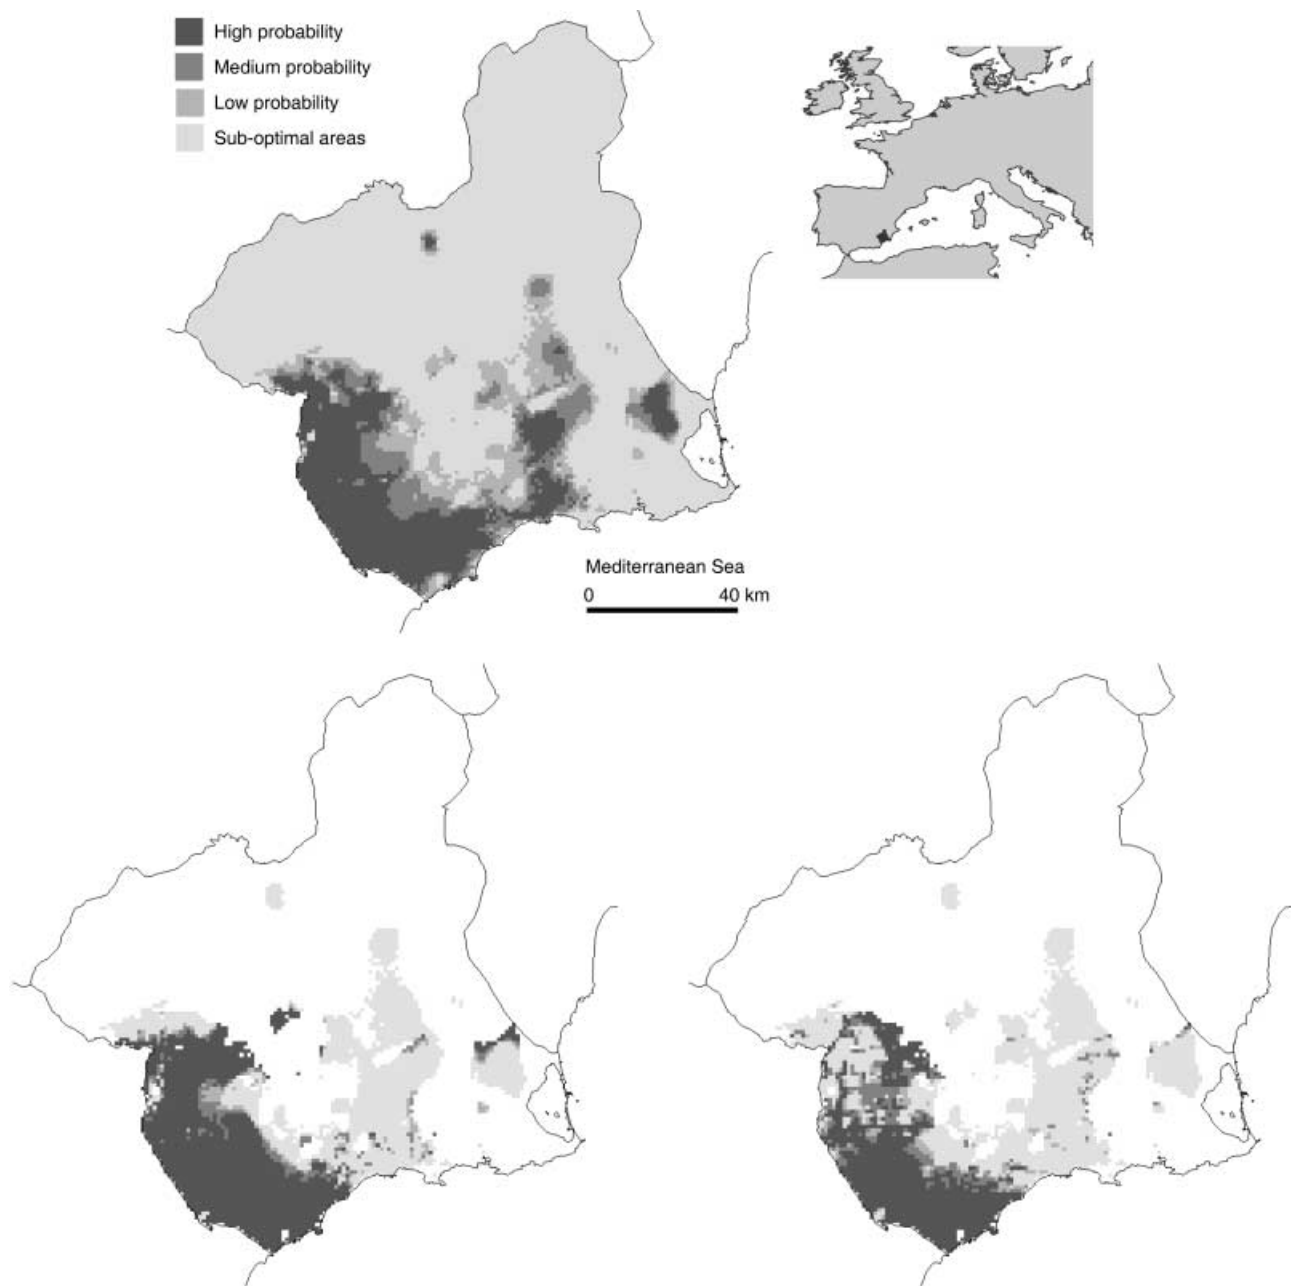 High probability
Medium probability
Low probability
Sub-optimal areas
Mediterranean Sea
0 40 km